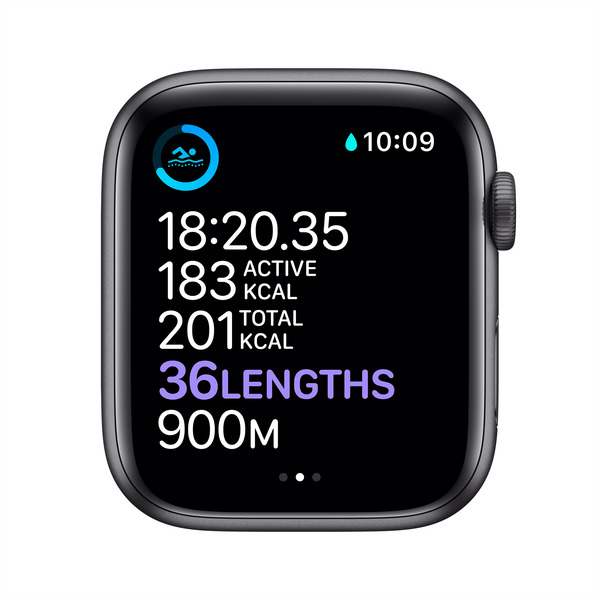 10:09
18:20.35
183 ACTIVE KCAL
201 TOTAL KCAL
36LENGTHS
900M